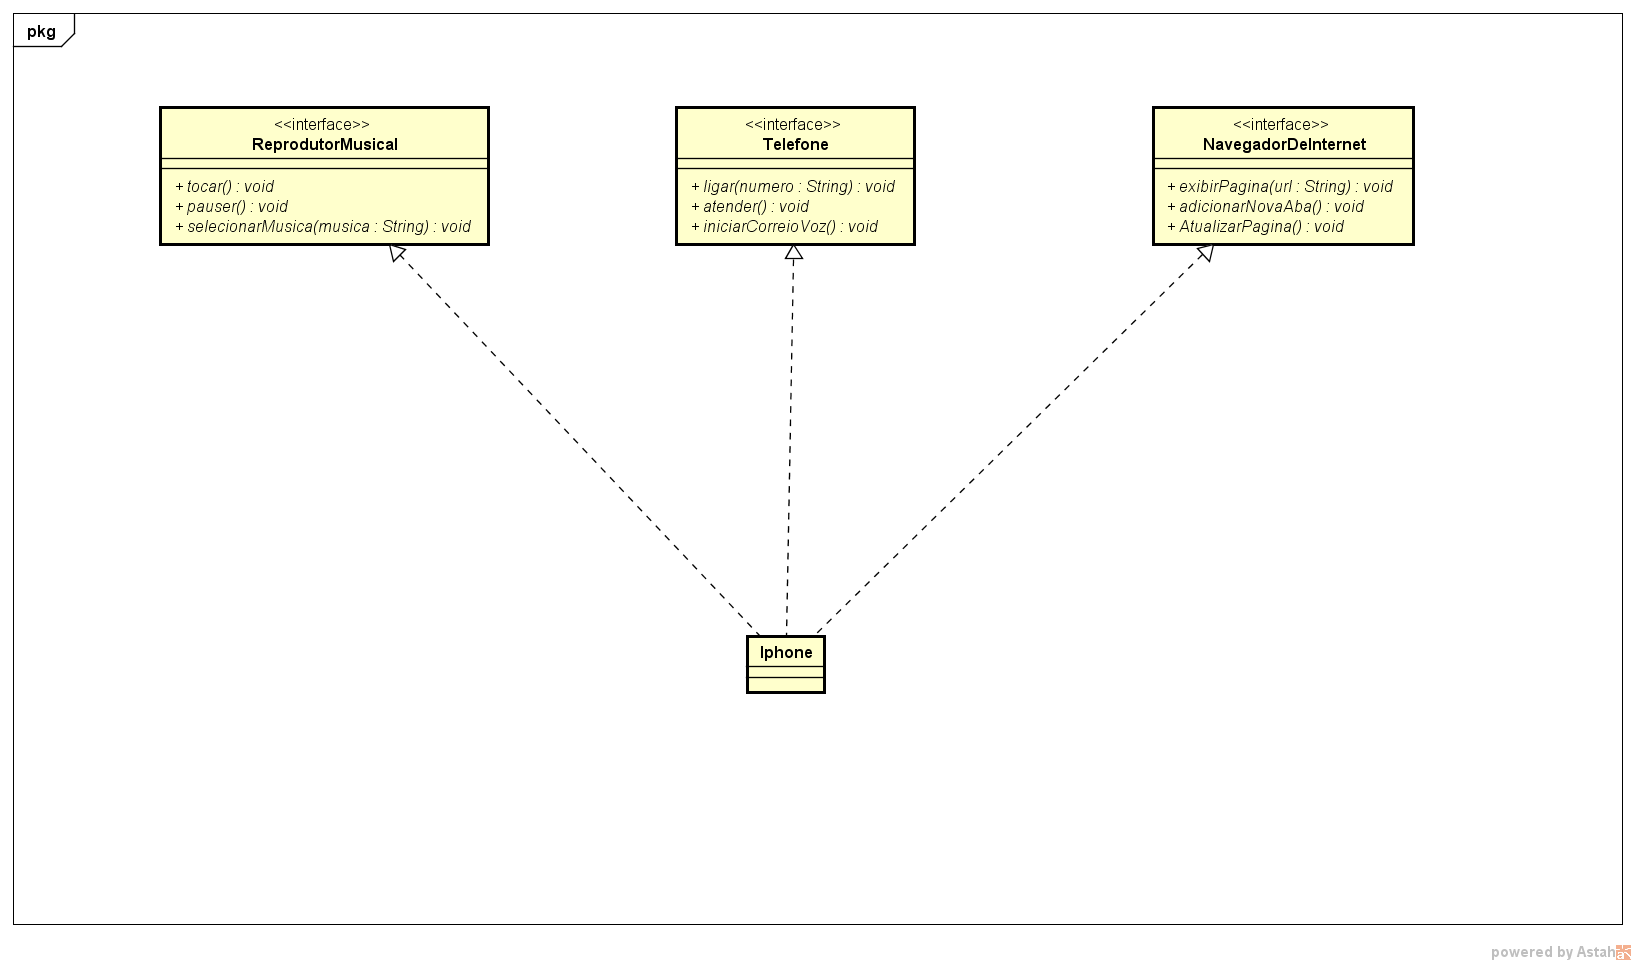 pkg
<<interface>>
ReprodutorMusical
+ tocar() : void
+ pauser() : void
+ selecionarMusica(musica : String) : void
<<interface>>
Telefone
+ ligar(numero : String) : void
+ atender() : void
+ iniciarCorreioVoz() : void
<<interface>>
NavegadorDeInternet
+ exibirPagina(url : String) : void
+ adicionarNovaAba() : void
+ AtualizarPagina() : void
Iphone
powered by Astah